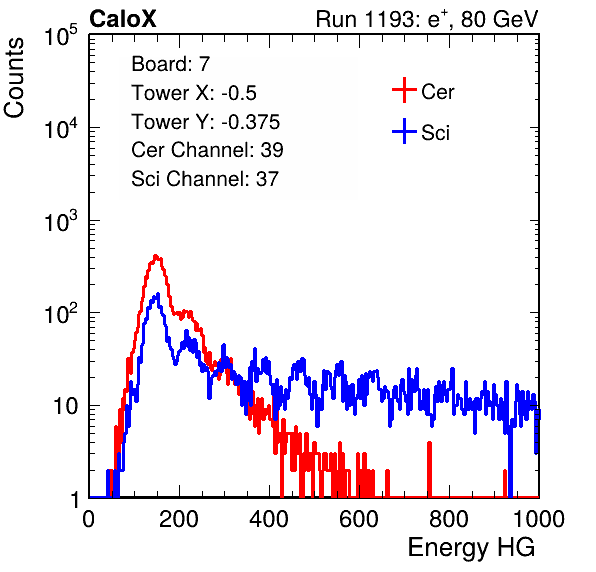 CaloX Run 1193: e⁺, 80 GeV
Counts
Board: 7
Tower X: -0.5
Tower Y: -0.375
Cer Channel: 39
Sci Channel: 37
Cer
Sci
10⁵
10⁴
10³
10²
10
1
0 200 400 600 800 1000
Energy HG